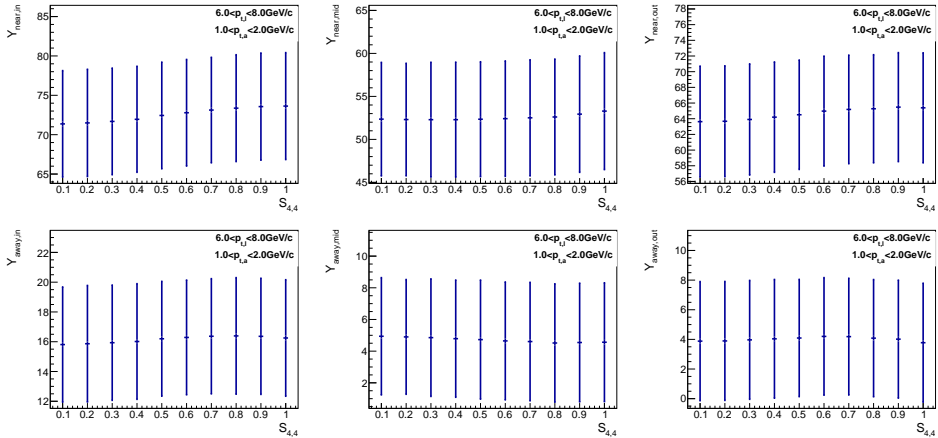 Y_near,in
6.0<p_t,l<8.0GeV/c
1.0<p_t,a<2.0GeV/c
85
80
75
70
65
0.1 0.2 0.3 0.4 0.5 0.6 0.7 0.8 0.9 1
S_4,4
Y_near,mid
6.0<p_t,l<8.0GeV/c
1.0<p_t,a<2.0GeV/c
65
60
55
50
45
0.1 0.2 0.3 0.4 0.5 0.6 0.7 0.8 0.9 1
S_4,4
Y_near,out
6.0<p_t,l<8.0GeV/c
1.0<p_t,a<2.0GeV/c
78
76
74
72
70
68
66
64
62
60
58
56
0.1 0.2 0.3 0.4 0.5 0.6 0.7 0.8 0.9 1
S_4,4
Y_away,in
6.0<p_t,l<8.0GeV/c
1.0<p_t,a<2.0GeV/c
22
20
18
16
14
12
0.1 0.2 0.3 0.4 0.5 0.6 0.7 0.8 0.9 1
S_4,4
Y_away,mid
6.0<p_t,l<8.0GeV/c
1.0<p_t,a<2.0GeV/c
10
8
6
4
2
0.1 0.2 0.3 0.4 0.5 0.6 0.7 0.8 0.9 1
S_4,4
Y_away,out
6.0<p_t,l<8.0GeV/c
1.0<p_t,a<2.0GeV/c
10
8
6
4
2
0
0.1 0.2 0.3 0.4 0.5 0.6 0.7 0.8 0.9 1
S_4,4